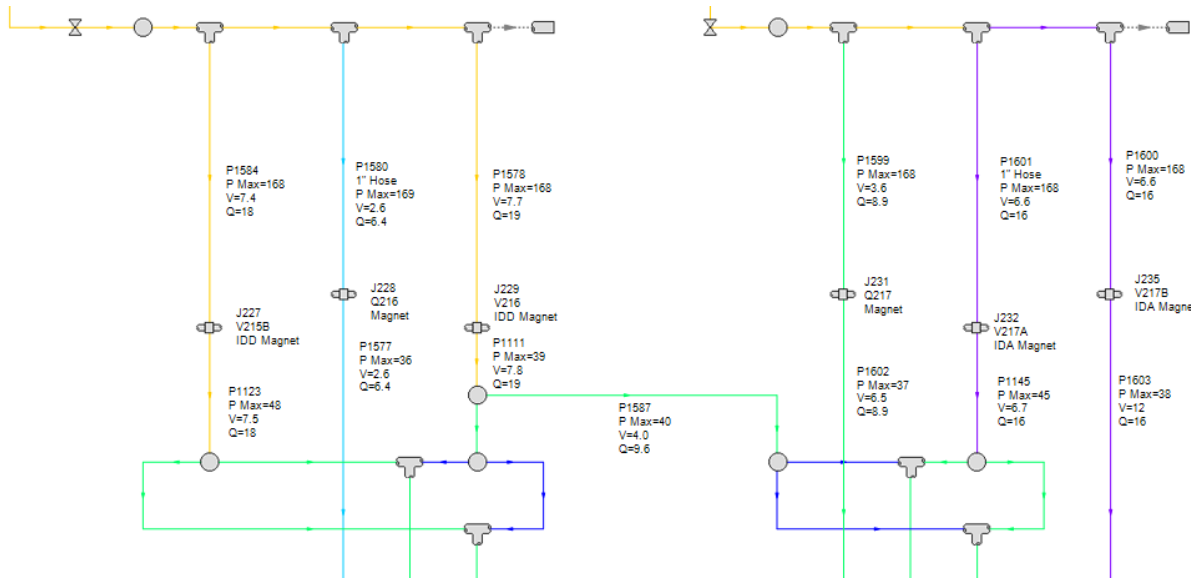 P1584
P Max=168
V=7.4
Q=18
P1580
1" Hose
P Max=169
V=2.6
Q=6.4
P1578
P Max=168
V=7.7
Q=19
P1599
P Max=168
V=3.6
Q=8.9
P1601
1" Hose
P Max=168
V=6.6
Q=16
P1600
P Max=168
V=6.6
Q=16
J227
V215B
IDD Magnet
J228
Q216
Magnet
J229
V216
IDD Magnet
J231
Q217
Magnet
J232
V217A
IDA Magnet
J235
V217B
IDA Magne
P1123
P Max=48
V=7.5
Q=18
P1577
P Max=36
V=2.6
Q=6.4
P1111
P Max=39
V=7.8
Q=19
P1587
P Max=40
V=4.0
Q=9.6
P1602
P Max=37
V=6.5
Q=8.9
P1145
P Max=45
V=6.7
Q=16
P1603
P Max=38
V=12
Q=16